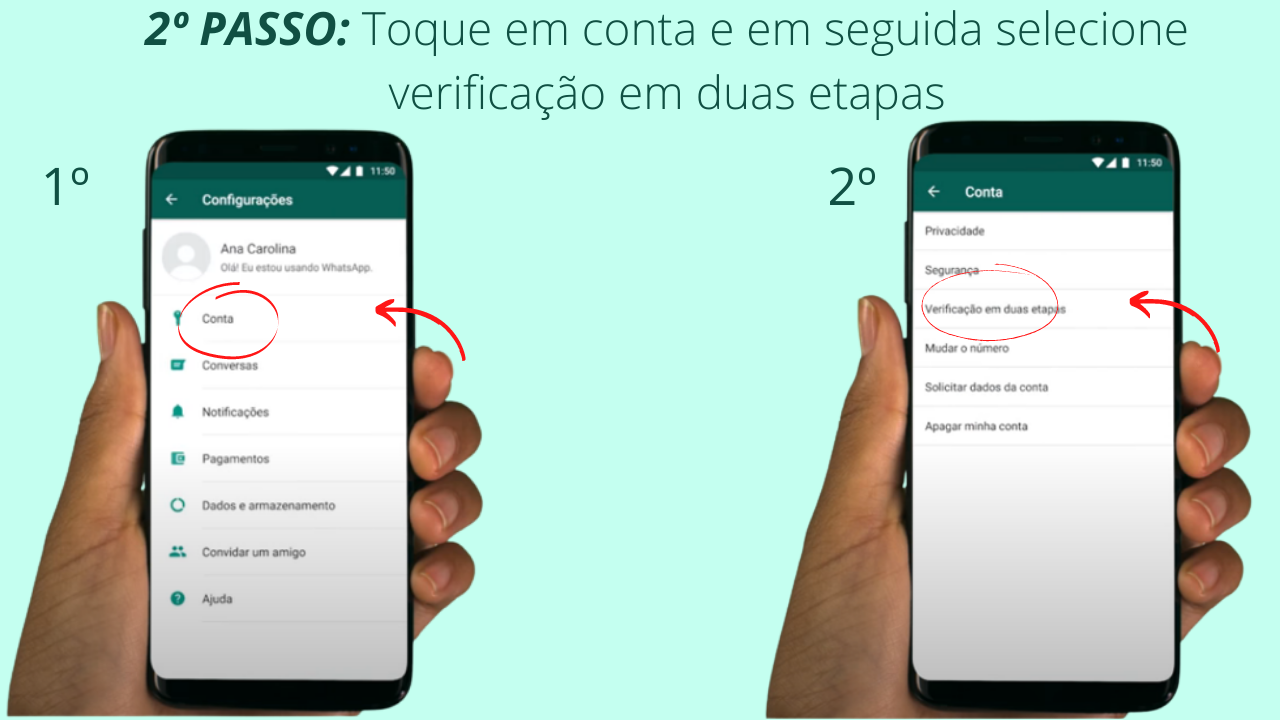 2º PASSO: Toque em conta e em seguida selecione
verificação em duas etapas
1º
11:50
Configurações
Ana Carolina
Olá! Eu estou usando WhatsApp.
Conta
Conversas
Notificações
Pagamentos
Dados e armazenamento
Convidar um amigo
Ajuda
2º
11:50
Conta
Privacidade
Segurança
Verificação em duas etapas
Mudar o número
Solicitar dados da conta
Apagar minha conta